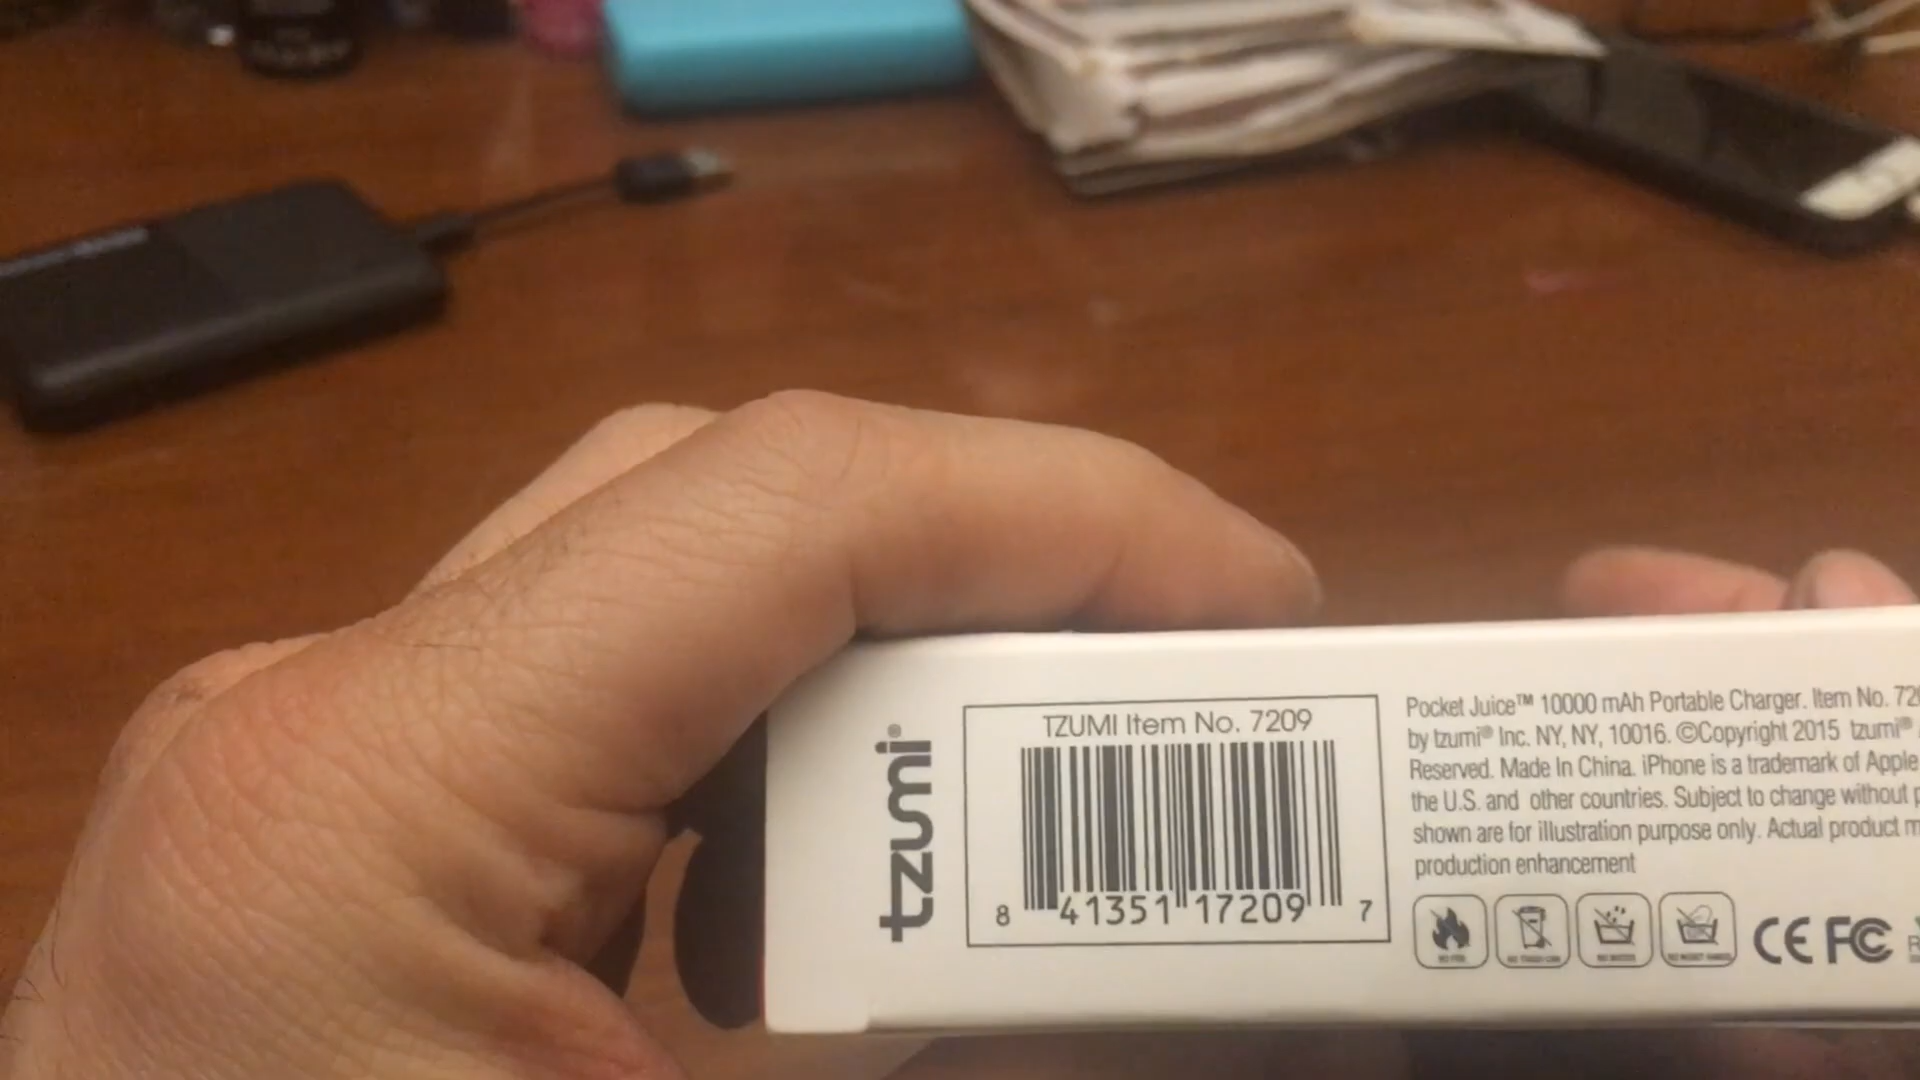 tzumi®
TZUMI Item No. 7209
8 41351 17209 7
Pocket Juice™ 10000 mAh Portable Charger. Item No.
by tzumi® Inc. NY, NY, 10016. ©Copyright 2015 tzumi®
Reserved. Made In China. iPhone is a trademark of Apple
the U.S. and other countries. Subject to change without
shown are for illustration purpose only. Actual product
production enhancement
CE FC